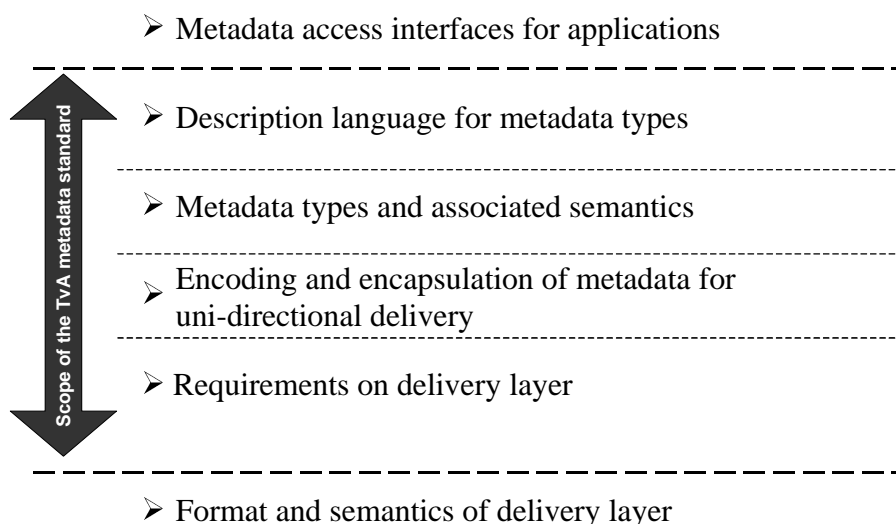 ➢ Metadata access interfaces for applications
Scope of the TvA metadata standard
➢ Description language for metadata types
➢ Metadata types and associated semantics
➢ Encoding and encapsulation of metadata for
uni-directional delivery
➢ Requirements on delivery layer
➢ Format and semantics of delivery layer